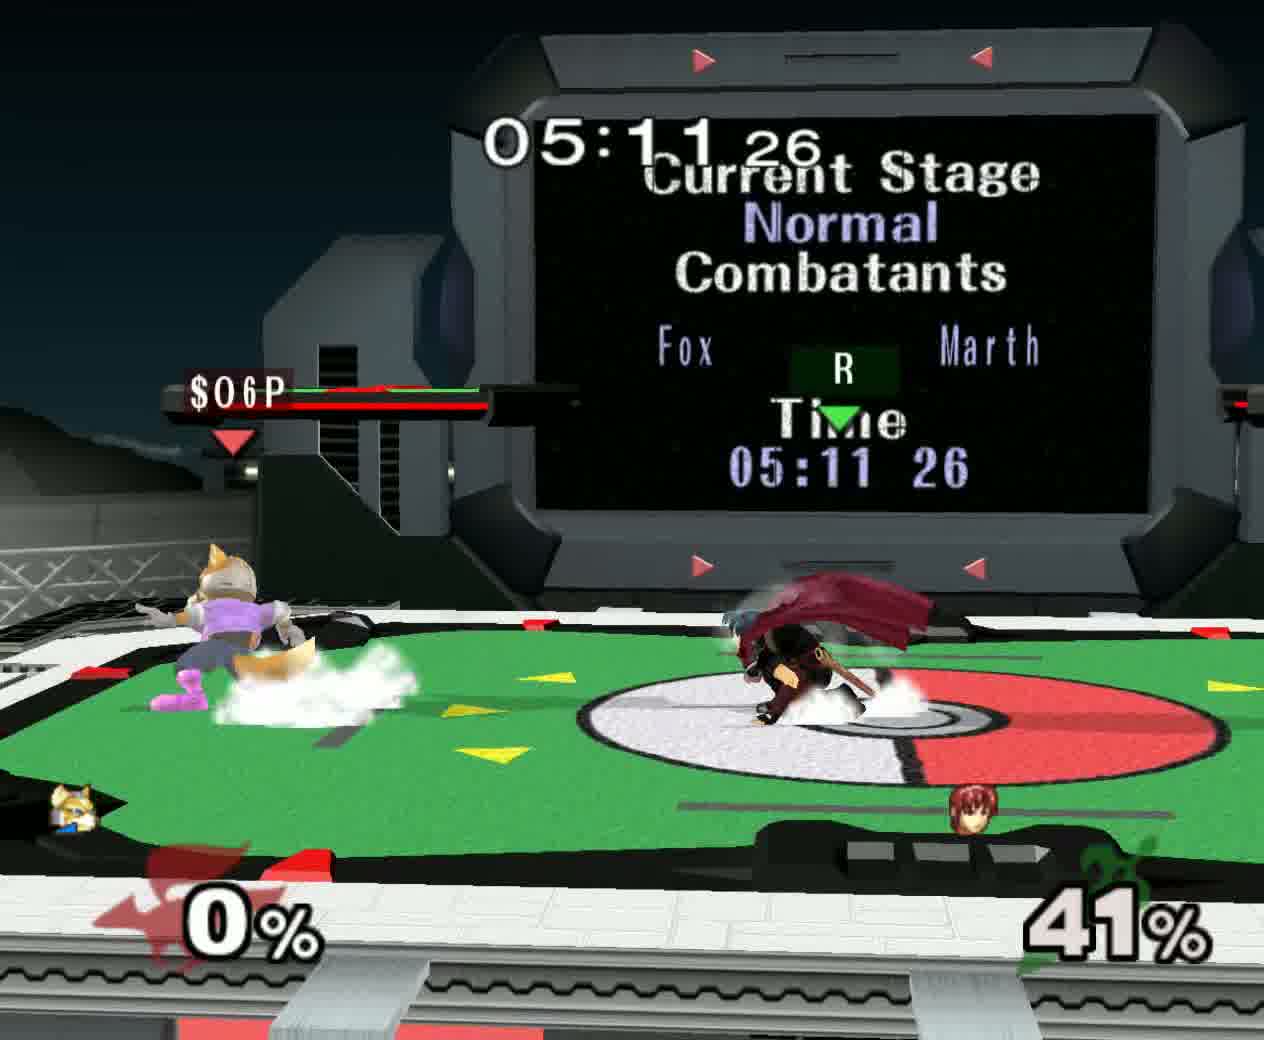 05:11 26
Current Stage
Normal
Combatants
Fox Marth
R
$06P
Time
05:11 26
0% 41%